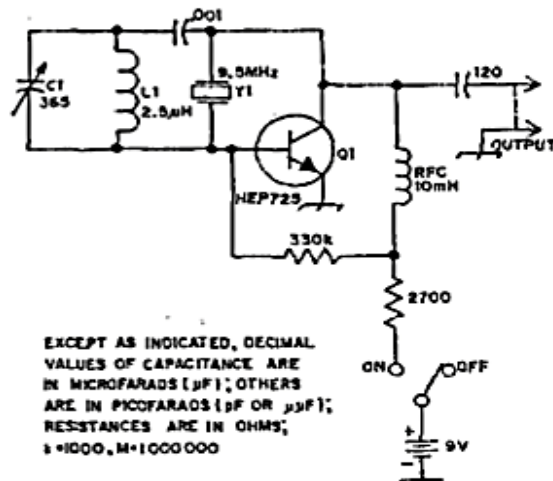 .001
C1
365
L1
2.5µH
9.5MHz
Y1
120
Q1
HEP725
OUTPUT
RFC
10mH
330k
2700
ON
OFF
+
9V
-
EXCEPT AS INDICATED, DECIMAL
VALUES OF CAPACITANCE ARE
IN MICROFARADS (µF); OTHERS
ARE IN PICOFARADS (pF OR µµF);
RESISTANCES ARE IN OHMS;
k=1000, M=1000000